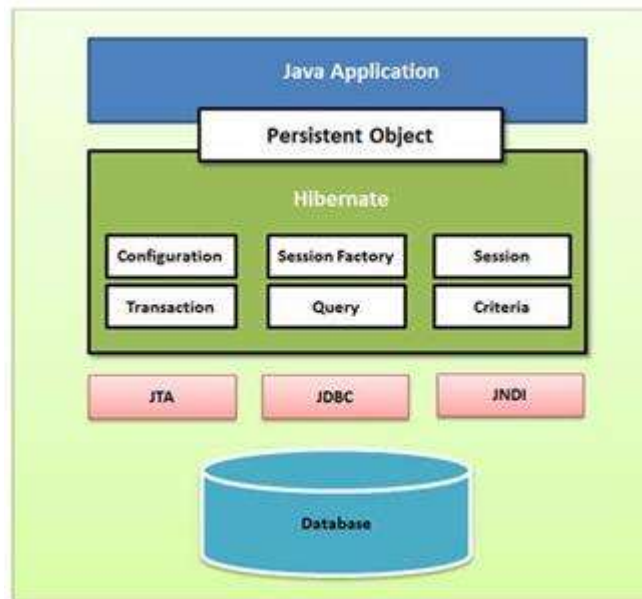 Java Application
Persistent Object
Hibernate
Configuration Session Factory Session
Transaction Query Criteria
JTA JDBC JNDI
Database